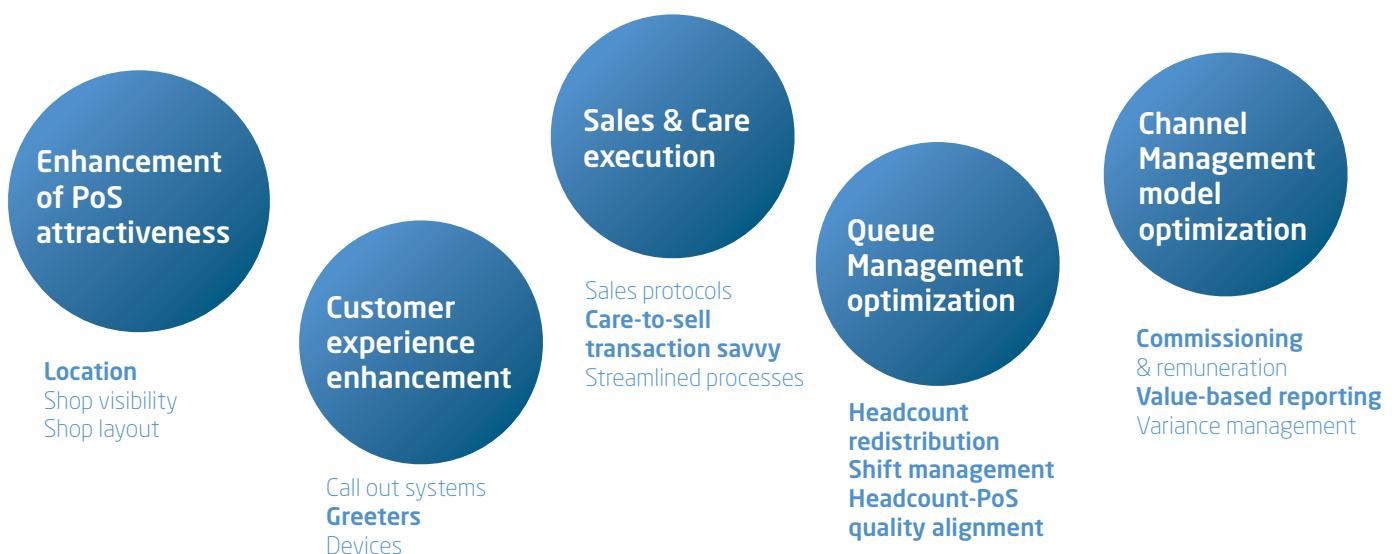 Enhancement
of PoS
attractiveness
Location
Shop visibility
Shop layout
Customer
experience
enhancement
Call out systems
Greeters
Devices
Sales & Care
execution
Sales protocols
Care-to-sell
transaction savvy
Streamlined processes
Queue
Management
optimization
Headcount
redistribution
Shift management
Headcount-PoS
quality alignment
Channel
Management
model
optimization
Commissioning
& remuneration
Value-based reporting
Variance management